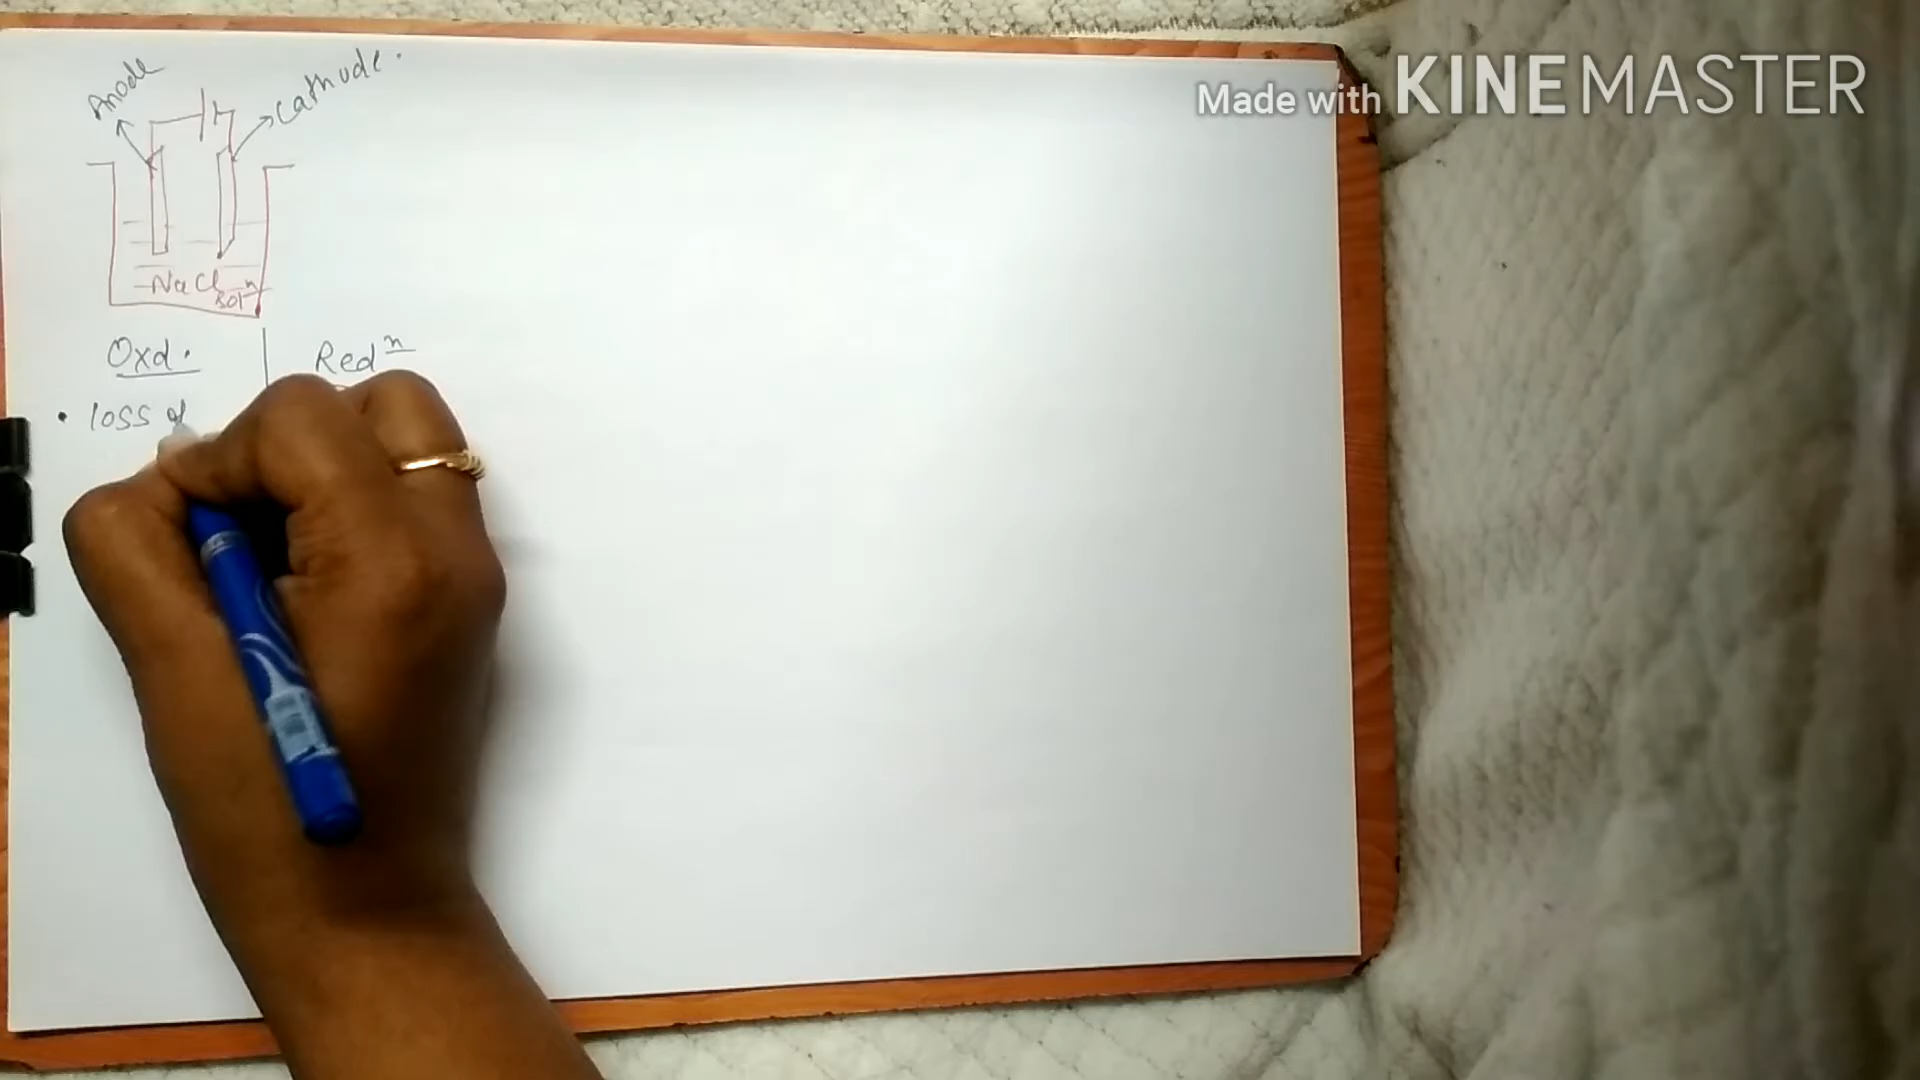 Made with KINEMASTER
Anode
Cathode.
NaCl
solⁿ
Oxd.
Redⁿ
• loss of